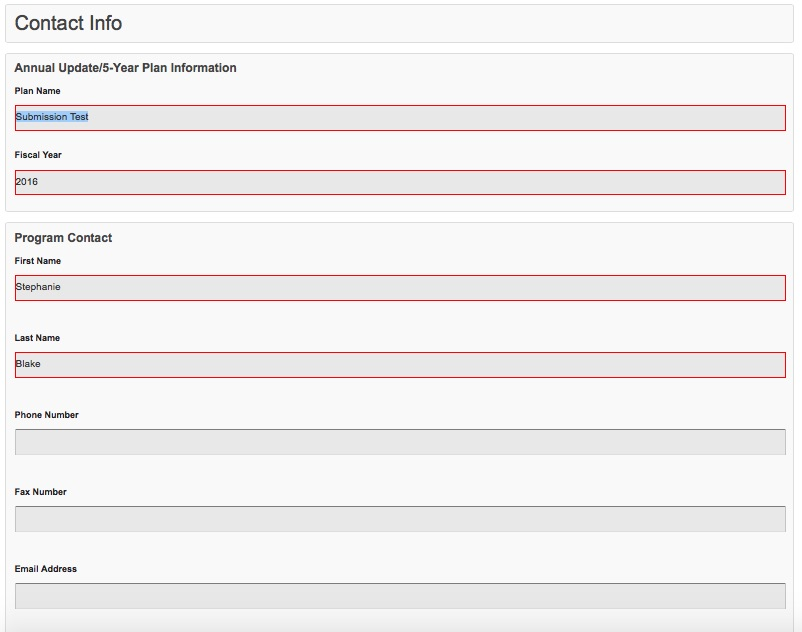 Contact Info
Annual Update/5-Year Plan Information
Plan Name
Submission Test
Fiscal Year
2016
Program Contact
First Name
Stephanie
Last Name
Blake
Phone Number
Fax Number
Email Address